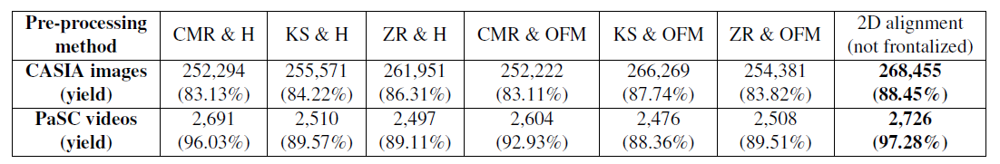 Pre-processing method CMR & H KS & H ZR & H CMR & OFM KS & OFM ZR & OFM 2D alignment (not frontalized)
CASIA images (yield) 252,294 (83.13%) 255,571 (84.22%) 261,951 (86.31%) 252,222 (83.11%) 266,269 (87.74%) 254,381 (83.82%) 268,455 (88.45%)
PaSC videos (yield) 2,691 (96.03%) 2,510 (89.57%) 2,497 (89.11%) 2,604 (92.93%) 2,476 (88.36%) 2,508 (89.51%) 2,726 (97.28%)